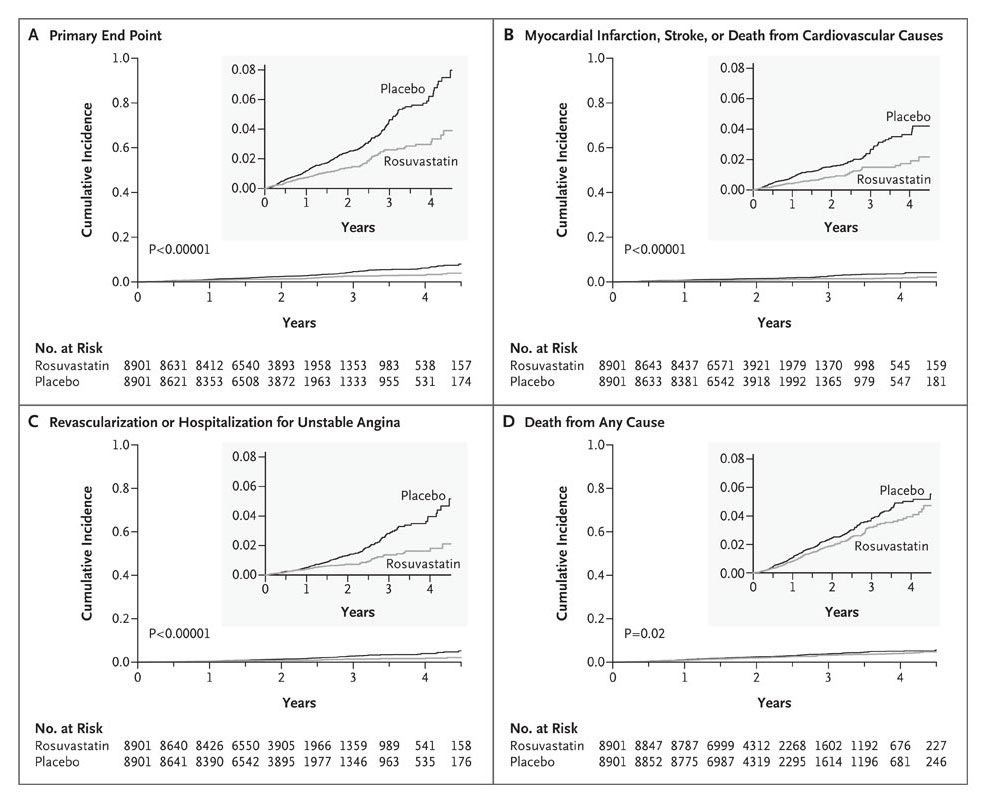 A Primary End Point
1.0
0.8
0.6
0.4
0.2
0.0
Cumulative Incidence
0.08
0.06
0.04
0.02
0.00
Placebo
Rosuvastatin
0 1 2 3 4
Years
P<0.00001
0 1 2 3 4
Years
No. at Risk
Rosuvastatin 8901 8631 8412 6540 3893 1958 1353 983 538 157
Placebo 8901 8621 8353 6508 3872 1963 1333 955 531 174
B Myocardial Infarction, Stroke, or Death from Cardiovascular Causes
1.0
0.8
0.6
0.4
0.2
0.0
Cumulative Incidence
0.08
0.06
0.04
0.02
0.00
Placebo
Rosuvastatin
0 1 2 3 4
Years
P<0.00001
0 1 2 3 4
Years
No. at Risk
Rosuvastatin 8901 8643 8437 6571 3921 1979 1370 998 545 159
Placebo 8901 8633 8381 6542 3918 1992 1365 979 547 181
C Revascularization or Hospitalization for Unstable Angina
1.0
0.8
0.6
0.4
0.2
0.0
Cumulative Incidence
0.08
0.06
0.04
0.02
0.00
Placebo
Rosuvastatin
0 1 2 3 4
Years
P<0.00001
0 1 2 3 4
Years
No. at Risk
Rosuvastatin 8901 8640 8426 6550 3905 1966 1359 989 541 158
Placebo 8901 8641 8390 6542 3895 1977 1346 963 535 176
D Death from Any Cause
1.0
0.8
0.6
0.4
0.2
0.0
Cumulative Incidence
0.08
0.06
0.04
0.02
0.00
Placebo
Rosuvastatin
0 1 2 3 4
Years
P=0.02
0 1 2 3 4
Years
No. at Risk
Rosuvastatin 8901 8847 8787 6999 4312 2268 1602 1192 676 227
Placebo 8901 8852 8775 6987 4319 2295 1614 1196 681 246